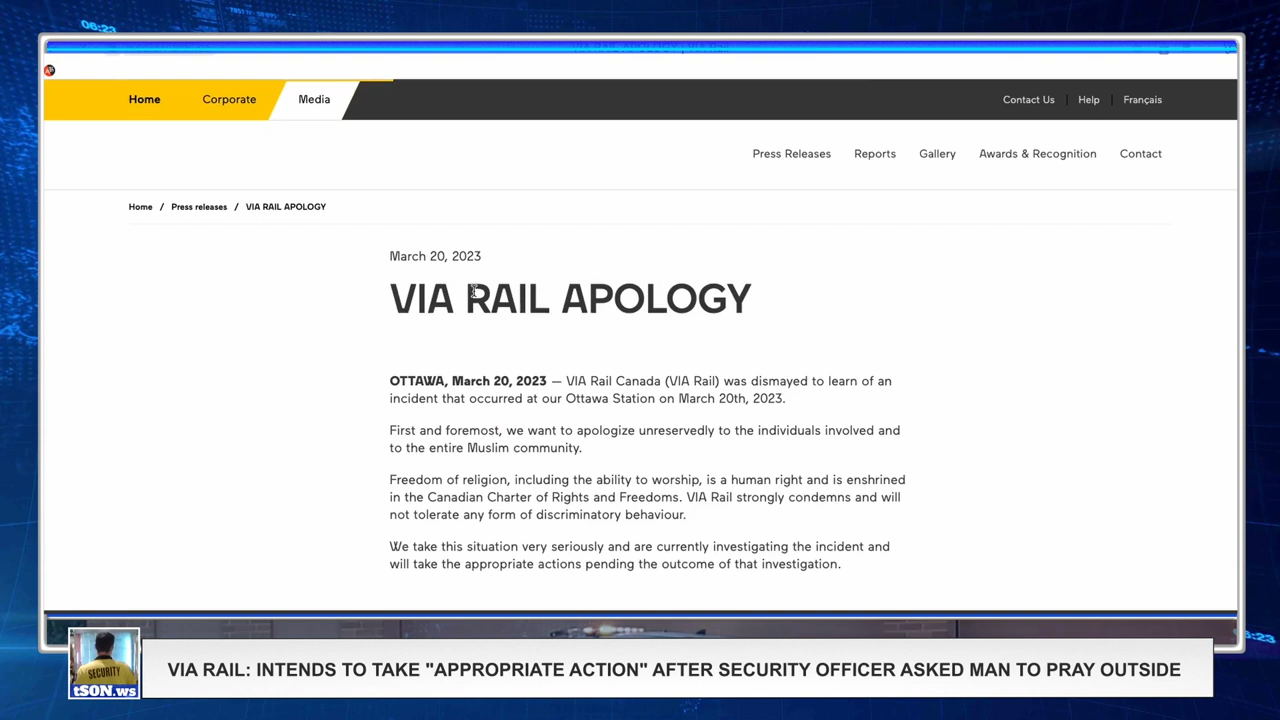 06:23
Home Corporate Media Contact Us Help Français
Press Releases Reports Gallery Awards & Recognition Contact
Home / Press releases / VIA RAIL APOLOGY
March 20, 2023
VIA RAIL APOLOGY
OTTAWA, March 20, 2023 — VIA Rail Canada (VIA Rail) was dismayed to learn of an
incident that occurred at our Ottawa Station on March 20th, 2023.
First and foremost, we want to apologize unreservedly to the individuals involved and
to the entire Muslim community.
Freedom of religion, including the ability to worship, is a human right and is enshrined
in the Canadian Charter of Rights and Freedoms. VIA Rail strongly condemns and will
not tolerate any form of discriminatory behaviour.
We take this situation very seriously and are currently investigating the incident and
will take the appropriate actions pending the outcome of that investigation.
SECURITY
tSON.ws
VIA RAIL: INTENDS TO TAKE "APPROPRIATE ACTION" AFTER SECURITY OFFICER ASKED MAN TO PRAY OUTSIDE